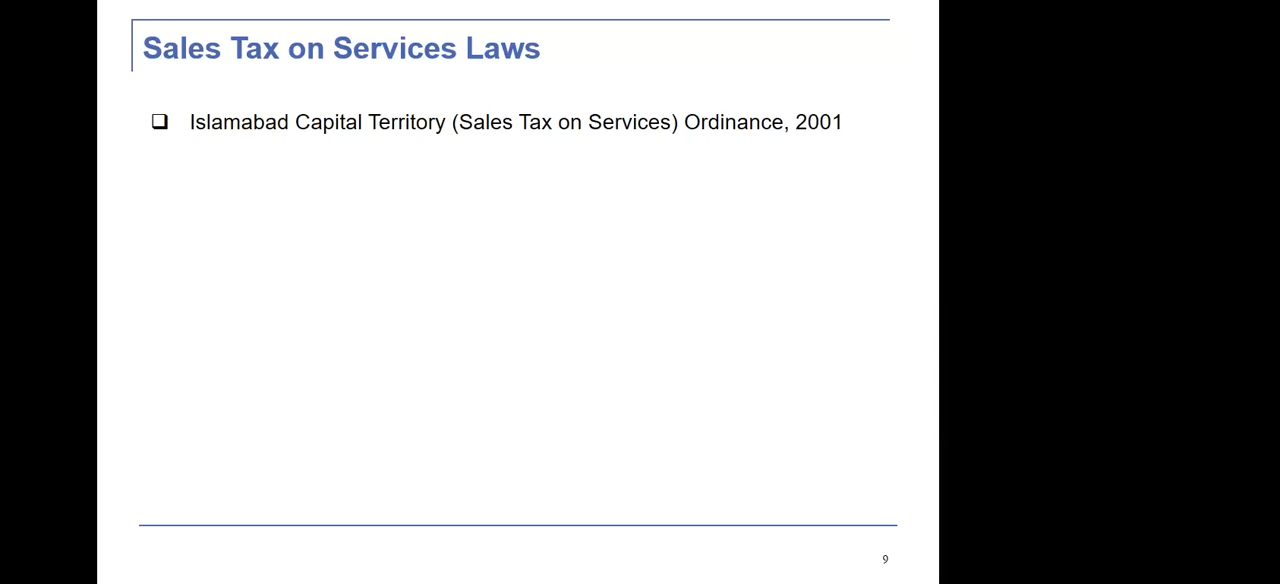 Sales Tax on Services Laws
❑ Islamabad Capital Territory (Sales Tax on Services) Ordinance, 2001
9